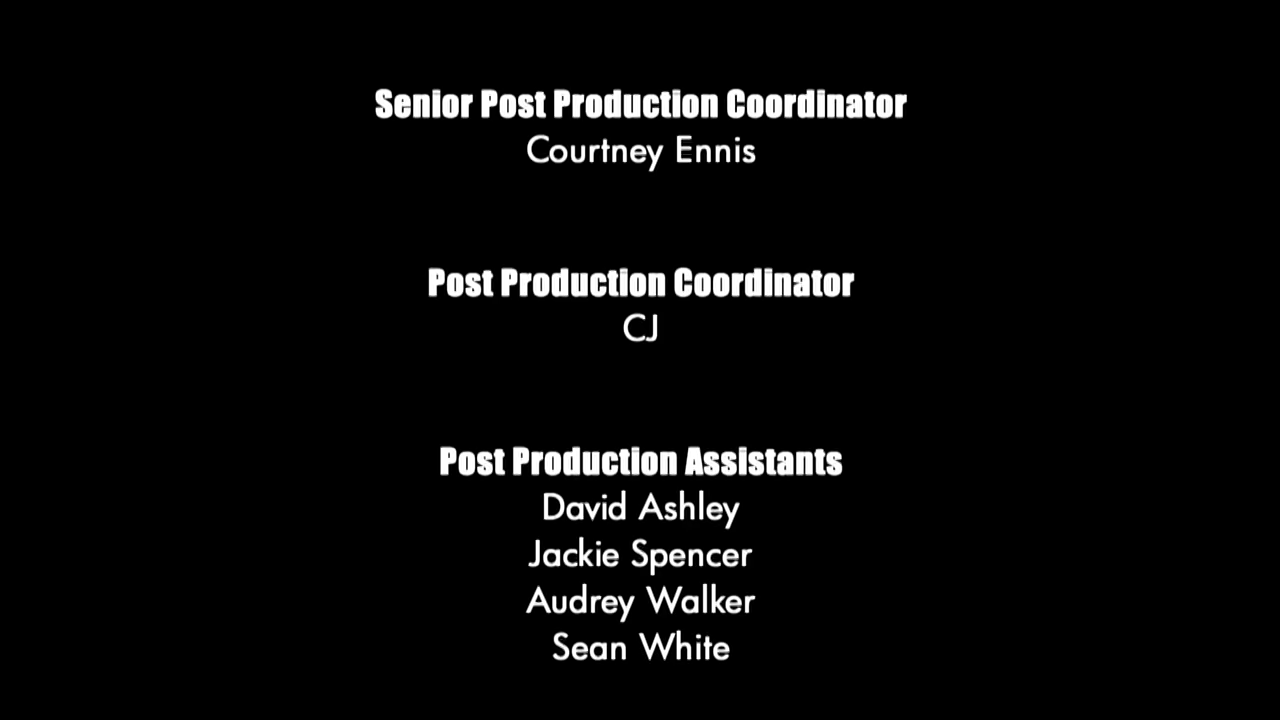 Senior Post Production Coordinator
Courtney Ennis
Post Production Coordinator
CJ
Post Production Assistants
David Ashley
Jackie Spencer
Audrey Walker
Sean White